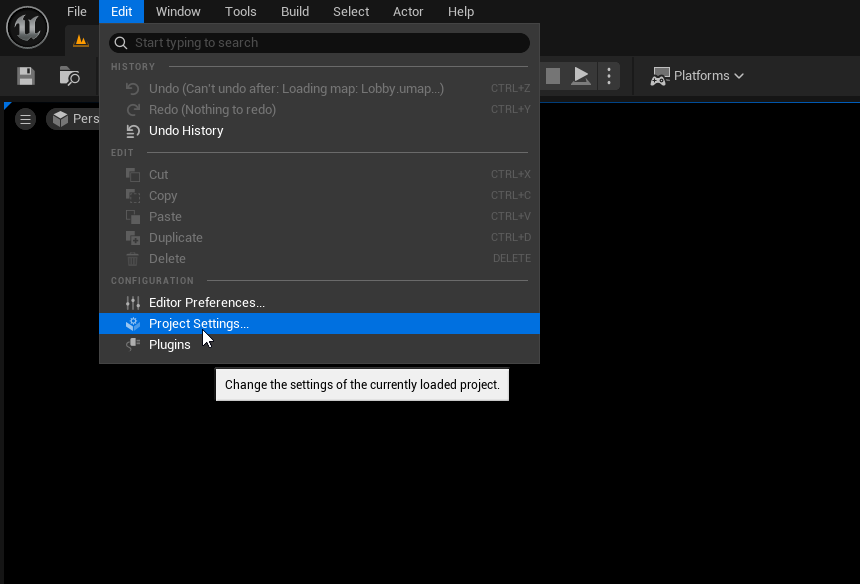 File Edit Window Tools Build Select Actor Help
Start typing to search
Platforms
HISTORY
Undo (Can't undo after: Loading map: Lobby.umap...) CTRL+Z
Redo (Nothing to redo) CTRL+Y
Pers
Undo History
EDIT
Cut CTRL+X
Copy CTRL+C
Paste CTRL+V
Duplicate CTRL+D
Delete DELETE
CONFIGURATION
Editor Preferences...
Project Settings...
Plugins
Change the settings of the currently loaded project.